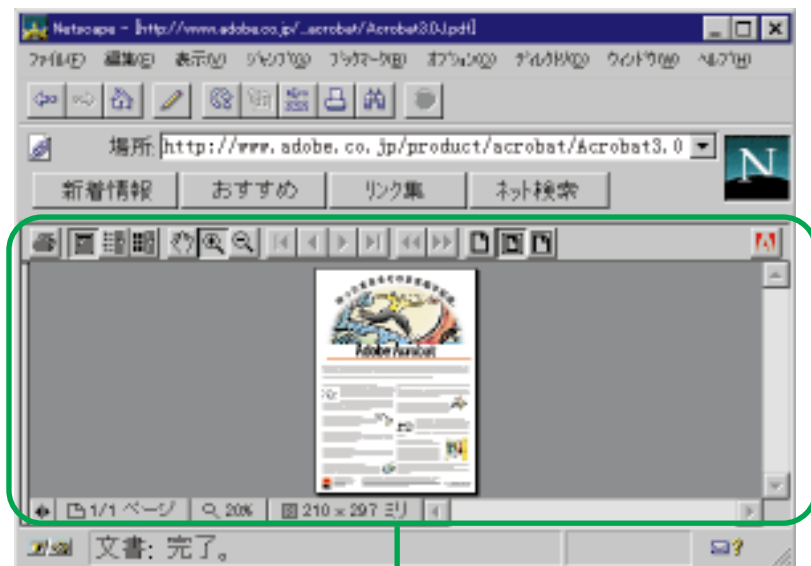 Netscape - [http://www.adobe.co.jp/_acrobat/Acrobat3.0J.pdf]
ファイル(F) 編集(E) 表示(V) ジャンプ(G) ブックマーク(B) オプション(O) ディレクトリ(D) ウィンドウ(W) ヘルプ(H)
場所: http://www.adobe.co.jp/product/acrobat/Acrobat3.0
N
新着情報 おすすめ リンク集 ネット検索
Adobe Acrobat
1/1 ページ 20% 210 x 297 ミリ
文書: 完了。